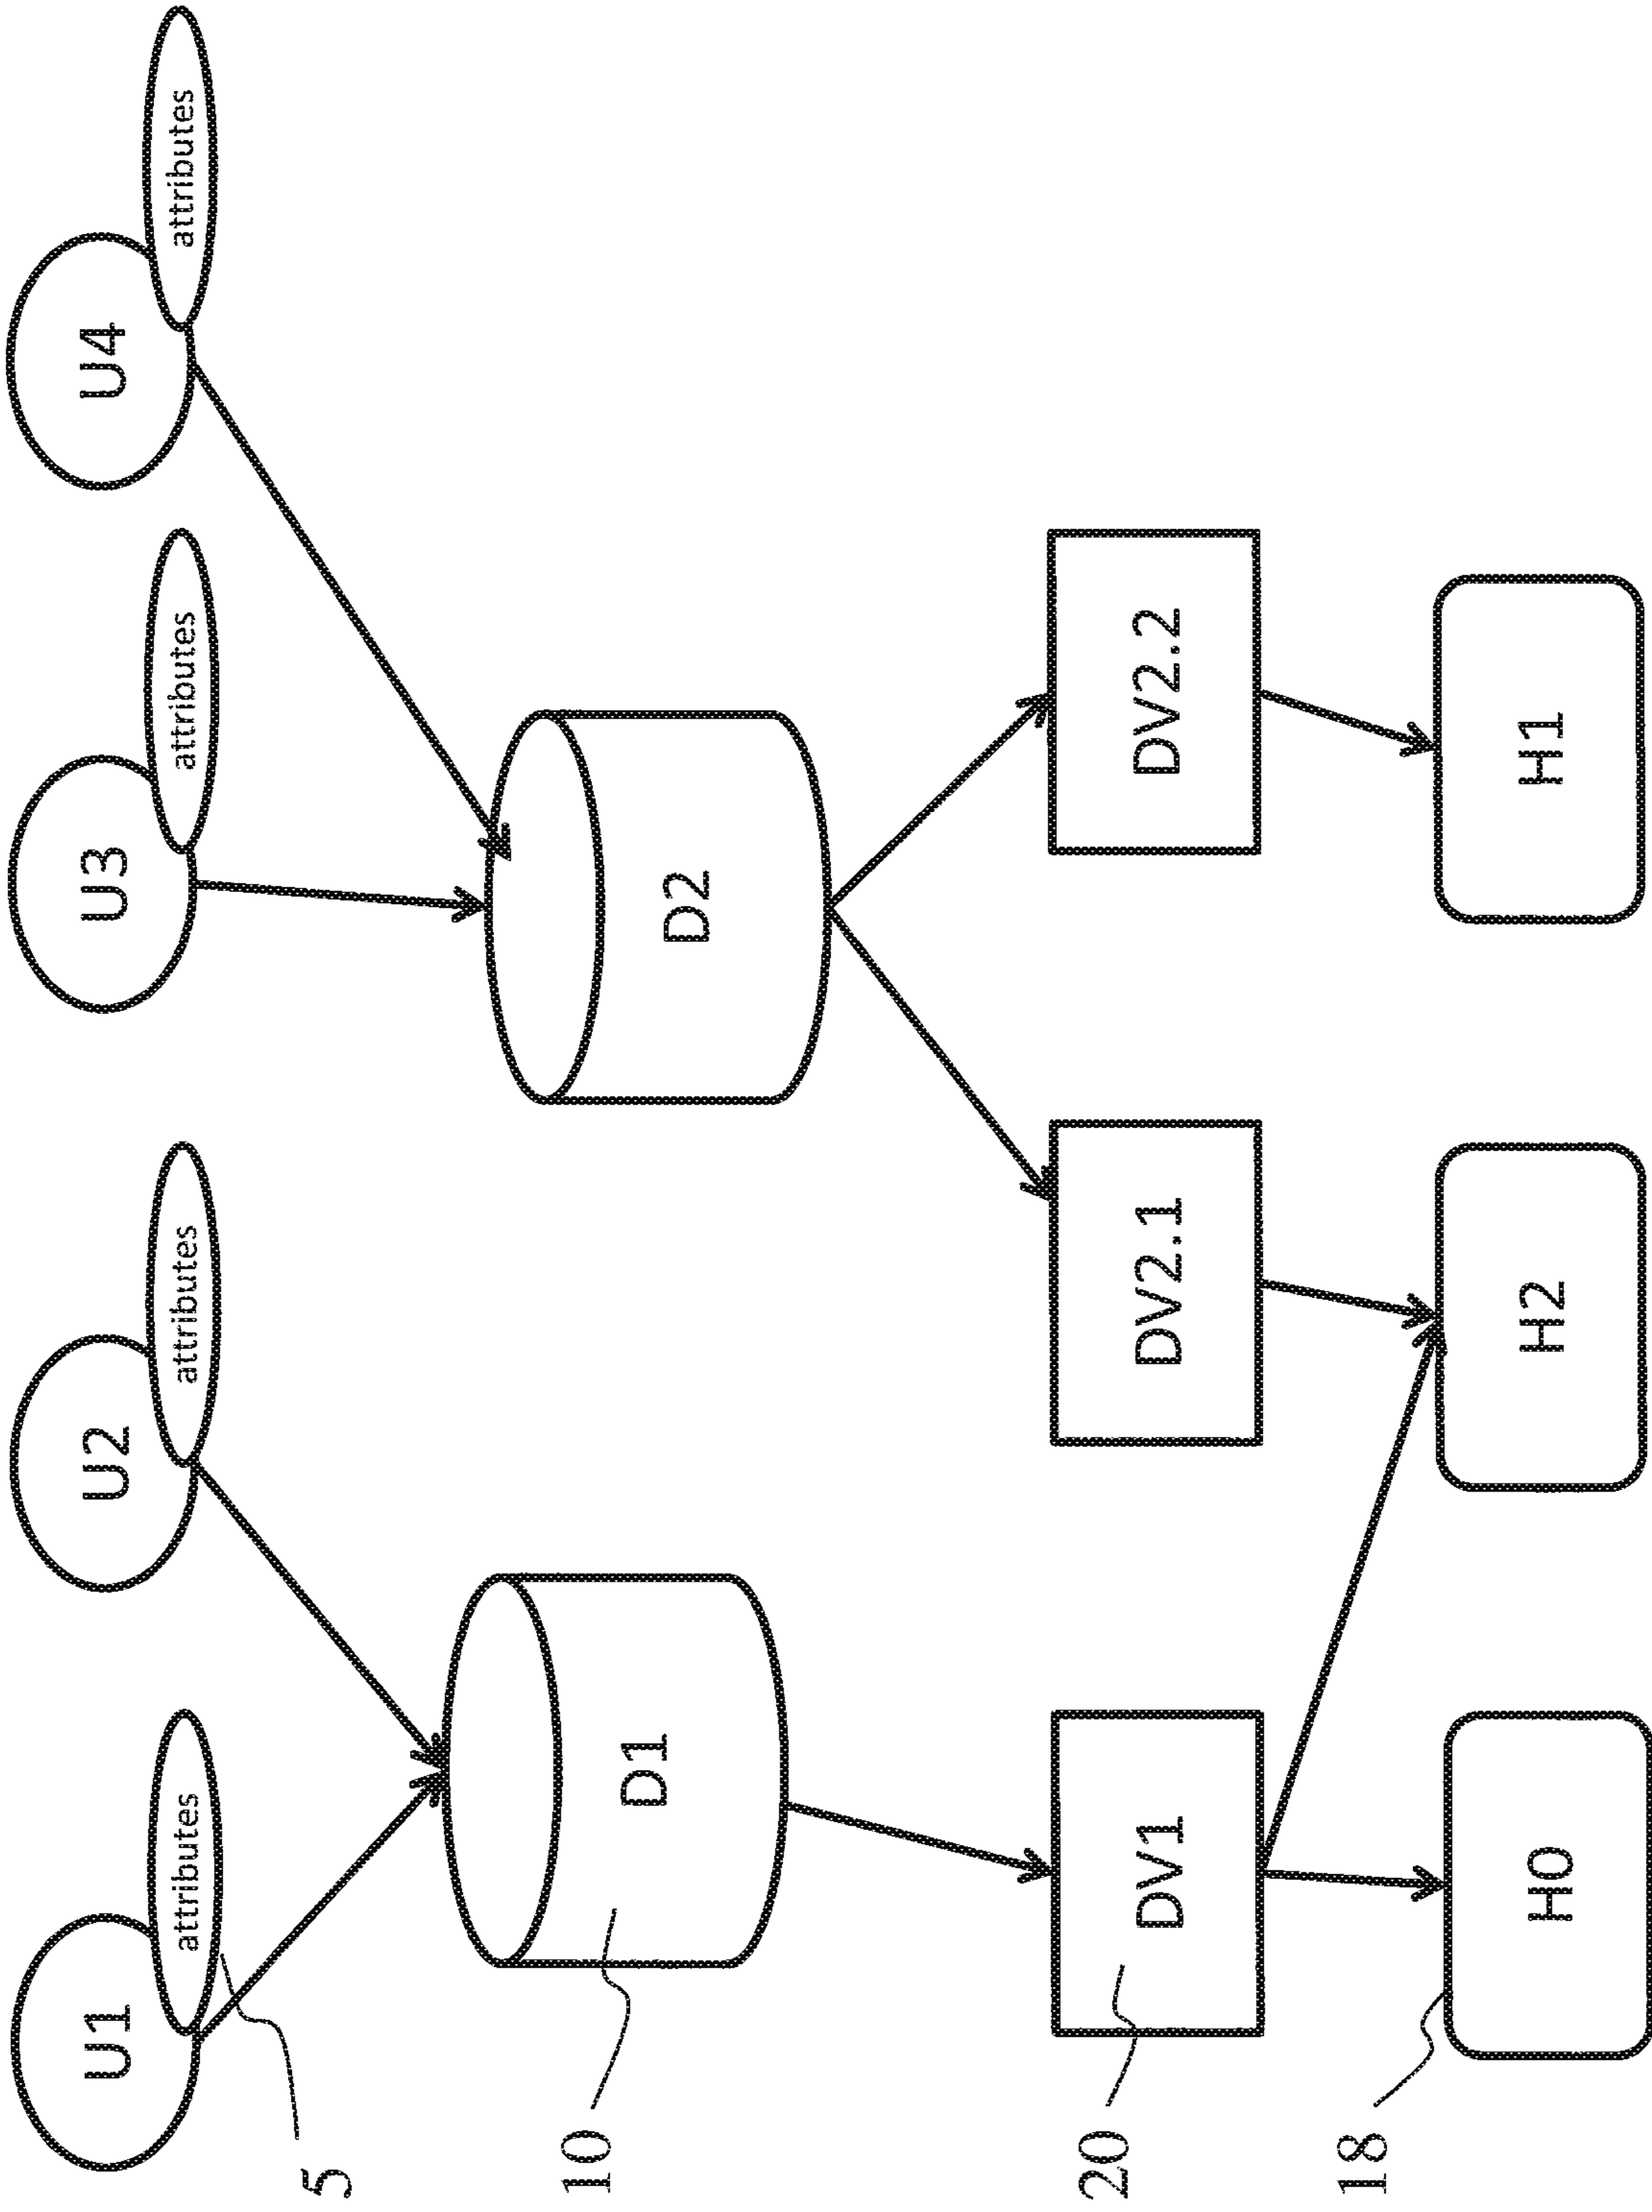 U1
attributes
U2
attributes
U3
attributes
U4
attributes
5
10
D1
D2
20
DV1
DV2.1
DV2.2
18
H0
H2
H1